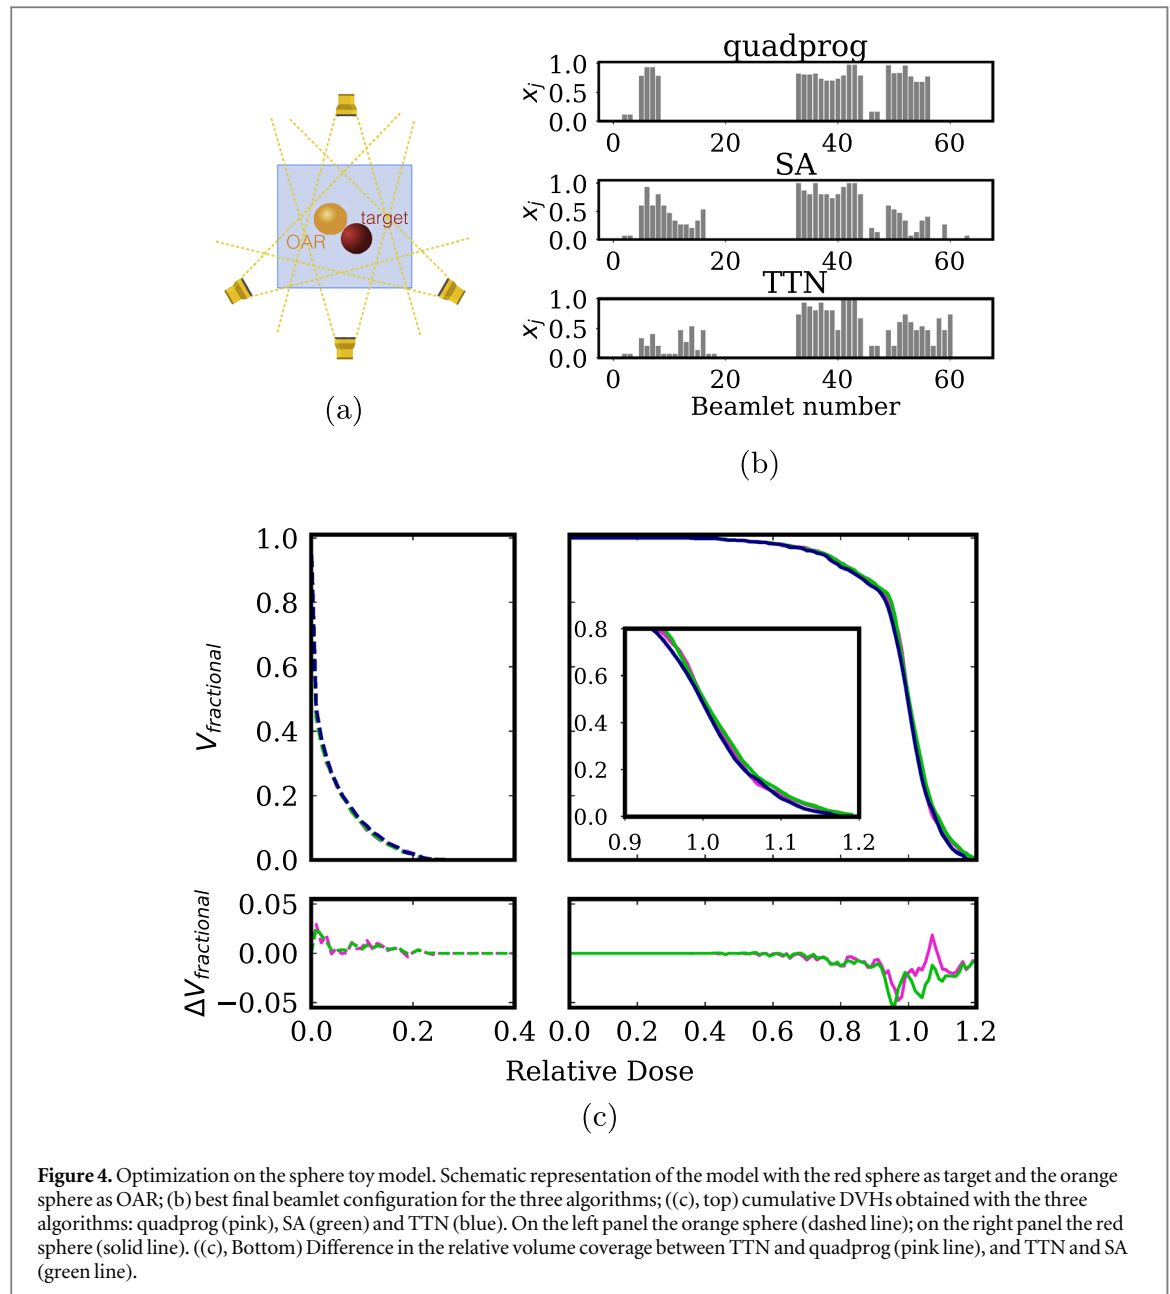 quadprog
1.0
0.5
0.0
x_j
0 20 40 60
SA
1.0
0.5
0.0
x_j
0 20 40 60
TTN
1.0
0.5
0.0
x_j
0 20 40 60
Beamlet number
target
OAR
(a)
(b)
1.0
0.8
0.6
0.4
0.2
0.0
V_fractional
0.8
0.6
0.4
0.2
0.0
0.9 1.0 1.1 1.2
0.05
0.00
−0.05
ΔV_fractional
0.0 0.2 0.4 0.0 0.2 0.4 0.6 0.8 1.0 1.2
Relative Dose
(c)
Figure 4. Optimization on the sphere toy model. Schematic representation of the model with the red sphere as target and the orange
sphere as OAR; (b) best final beamlet configuration for the three algorithms; ((c), top) cumulative DVHs obtained with the three
algorithms: quadprog (pink), SA (green) and TTN (blue). On the left panel the orange sphere (dashed line); on the right panel the red
sphere (solid line). ((c), Bottom) Difference in the relative volume coverage between TTN and quadprog (pink line), and TTN and SA
(green line).